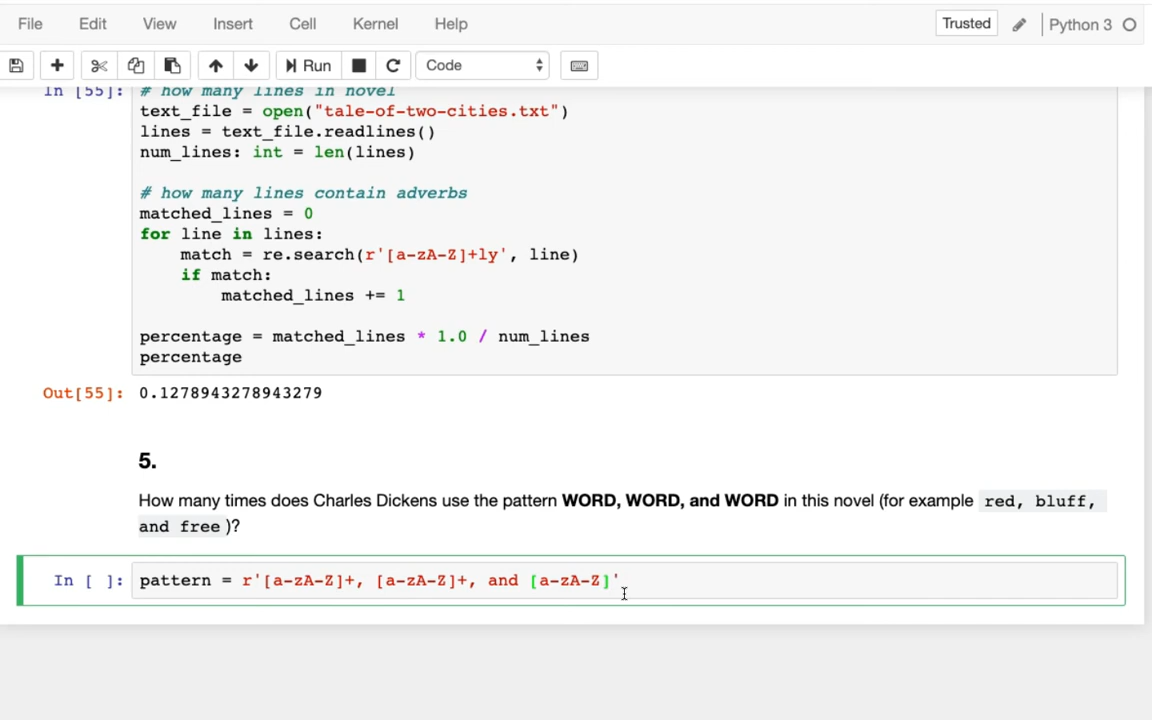 File Edit View Insert Cell Kernel Help Trusted Python 3
Run Code
In [55]: # how many lines in novel
text_file = open("tale-of-two-cities.txt")
lines = text_file.readlines()
num_lines: int = len(lines)
# how many lines contain adverbs
matched_lines = 0
for line in lines:
match = re.search(r'[a-zA-Z]+ly', line)
if match:
matched_lines += 1
percentage = matched_lines * 1.0 / num_lines
percentage
Out[55]: 0.1278943278943279
5.
How many times does Charles Dickens use the pattern WORD, WORD, and WORD in this novel (for example red, bluff,
and free )?
In [ ]: pattern = r'[a-zA-Z]+, [a-zA-Z]+, and [a-zA-Z]'